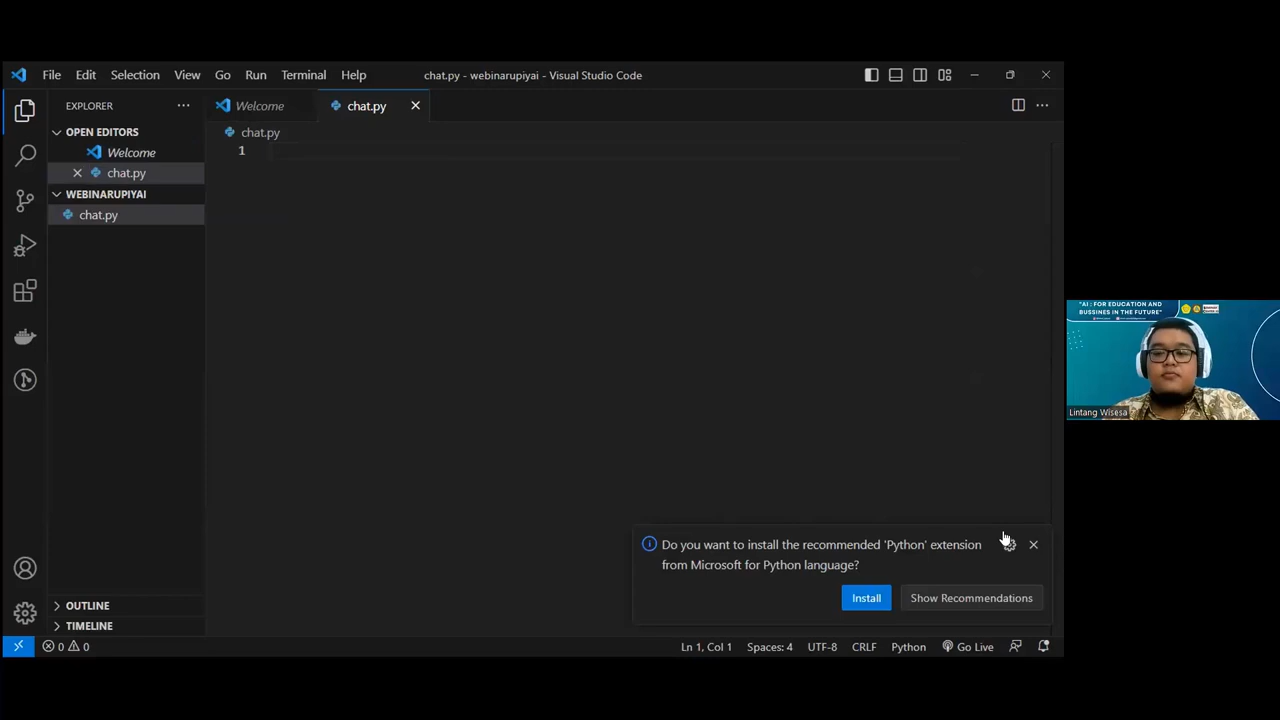 File Edit Selection View Go Run Terminal Help chat.py - webinarupiyai - Visual Studio Code
EXPLORER
Welcome chat.py
OPEN EDITORS
Welcome
chat.py
WEBINARUPIYAI
chat.py
OUTLINE
TIMELINE
chat.py
1
Do you want to install the recommended 'Python' extension
from Microsoft for Python language?
Install Show Recommendations
0 0 Ln 1, Col 1 Spaces: 4 UTF-8 CRLF Python Go Live
"AI : FOR EDUCATION AND
BUSSINES IN THE FUTURE"
Lintang Wisesa